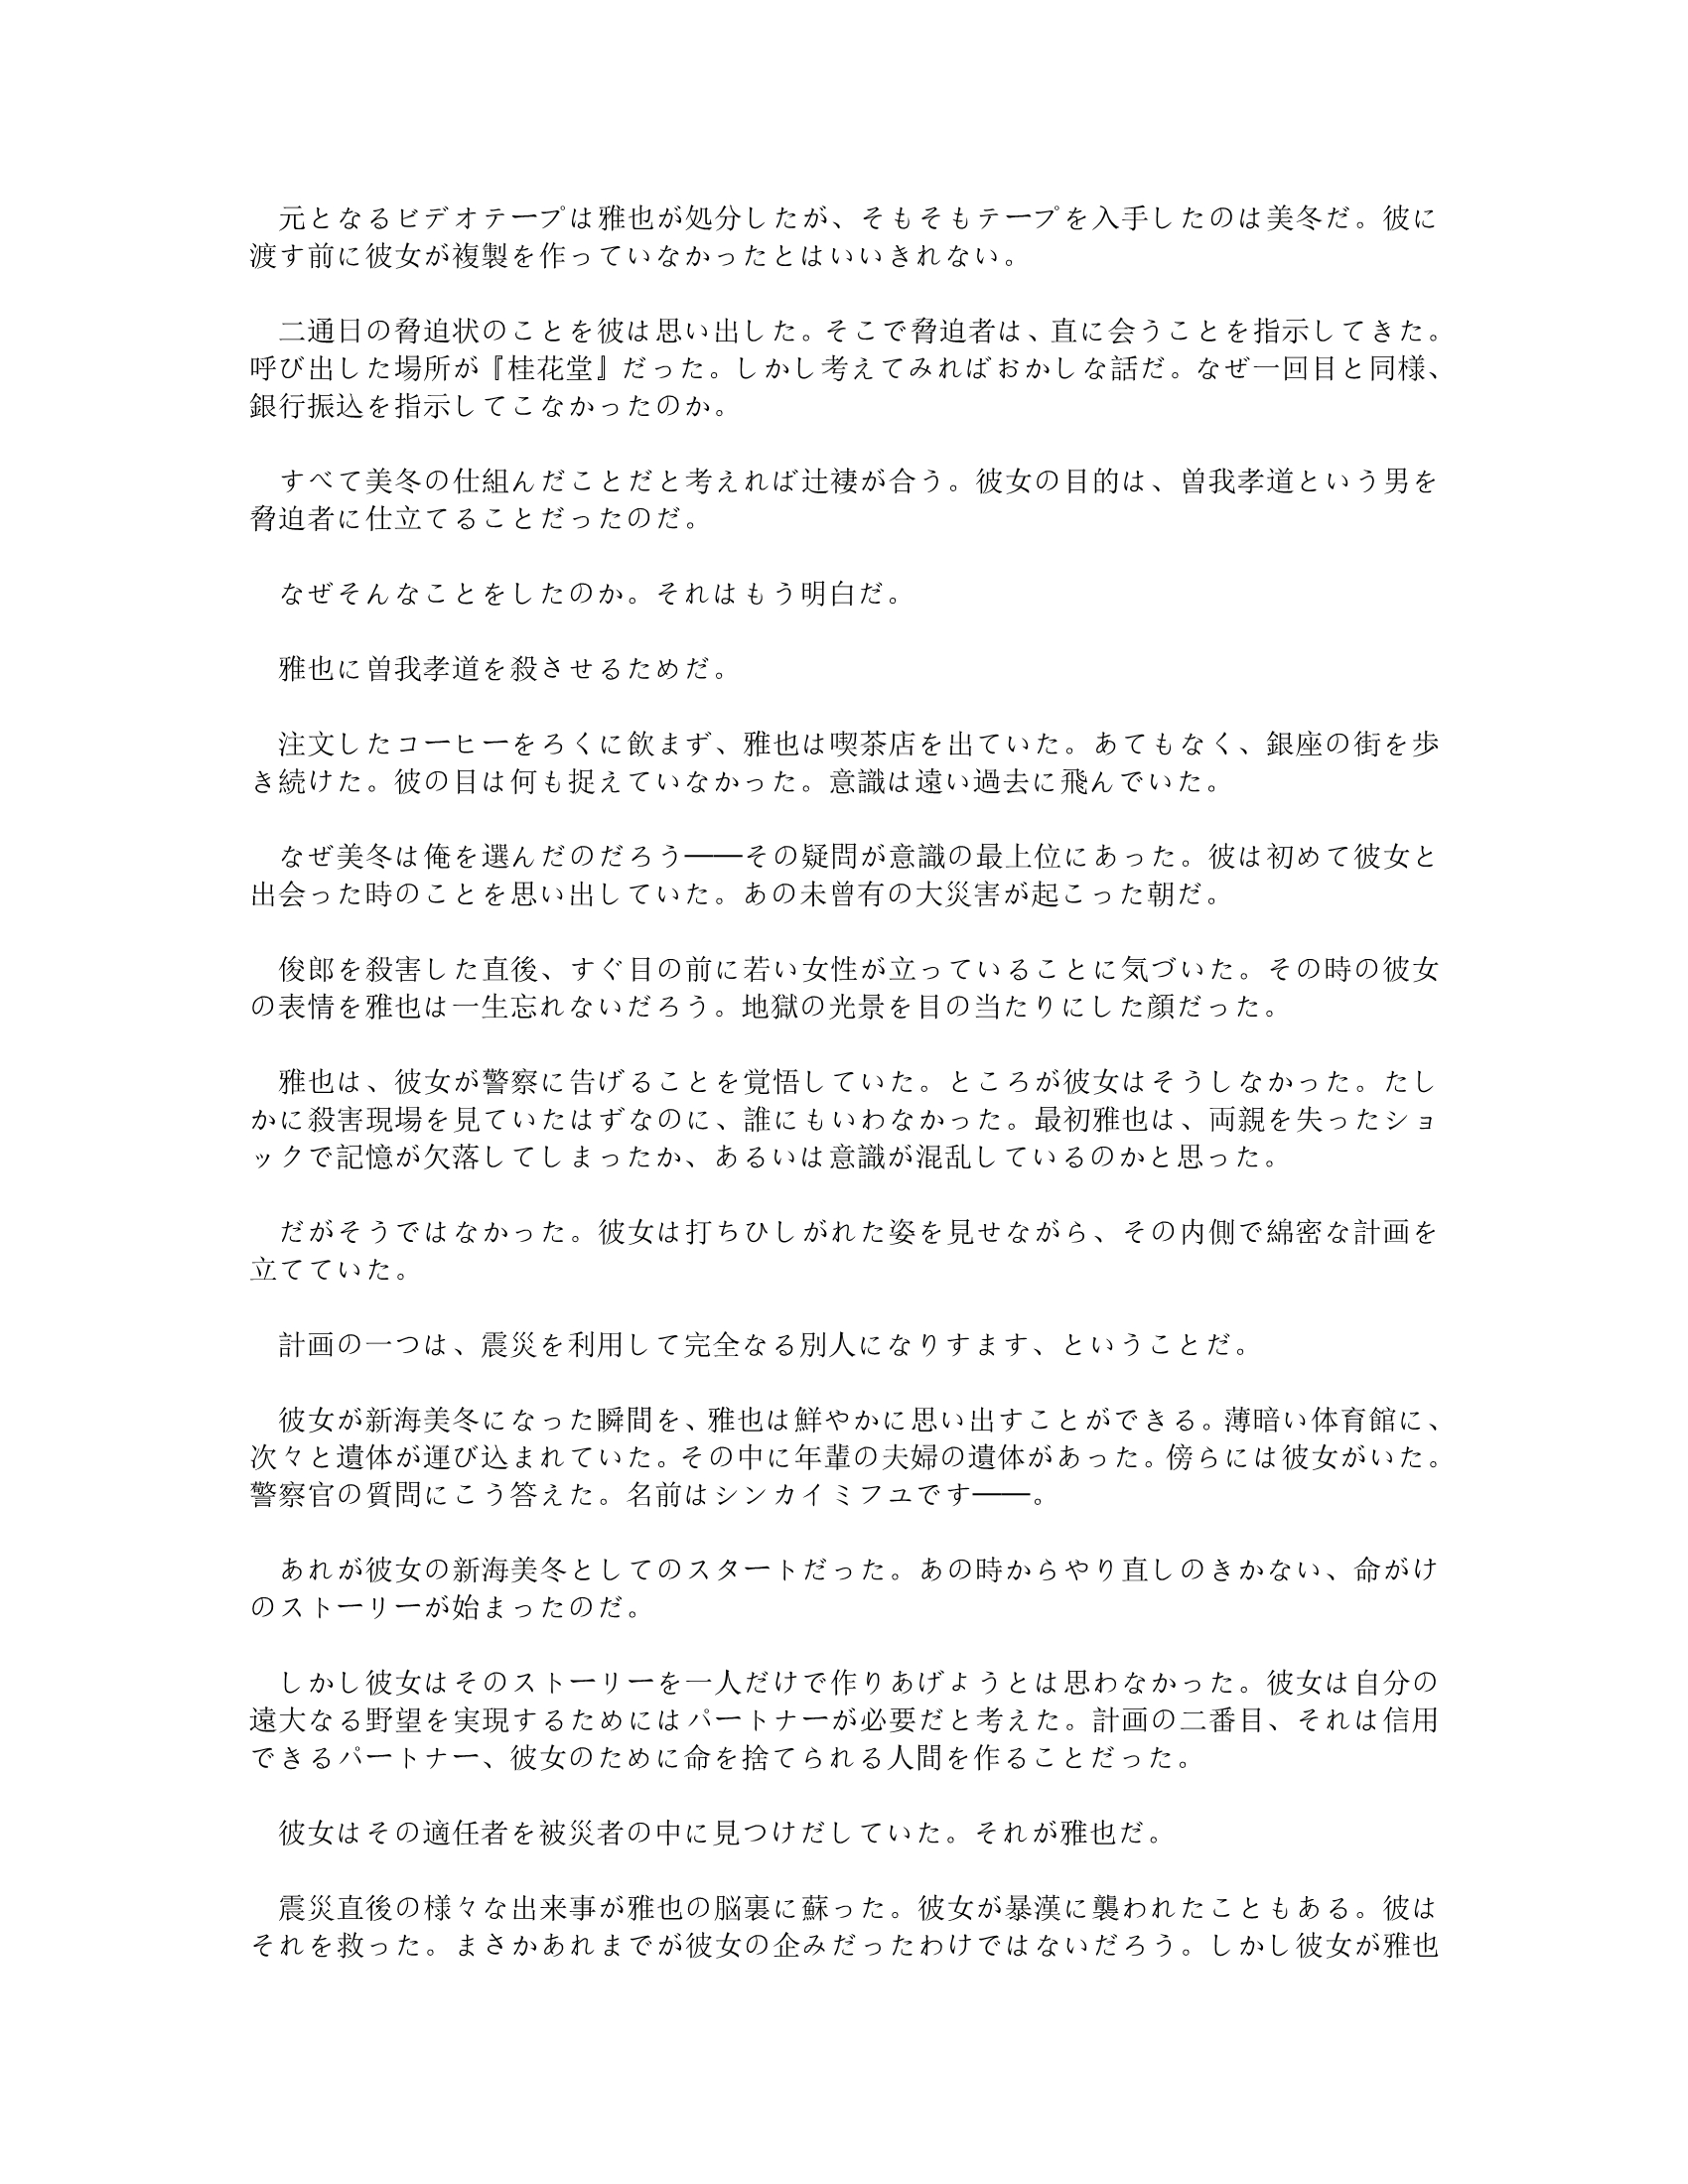 元となるビデオテープは雅也が処分したが、そもそもテープを入手したのは美冬だ。彼に
渡す前に彼女が複製を作っていなかったとはいいきれない。
二通日の脅迫状のことを彼は思い出した。そこで脅迫者は、直に会うことを指示してきた。
呼び出した場所が『桂花堂』だった。しかし考えてみればおかしな話だ。なぜ一回目と同様、
銀行振込を指示してこなかったのか。
すべて美冬の仕組んだことだと考えれば辻褄が合う。彼女の目的は、曽我孝道という男を
脅迫者に仕立てることだったのだ。
なぜそんなことをしたのか。それはもう明白だ。
雅也に曽我孝道を殺させるためだ。
注文したコーヒーをろくに飲まず、雅也は喫茶店を出ていた。あてもなく、銀座の街を歩
き続けた。彼の目は何も捉えていなかった。意識は遠い過去に飛んでいた。
なぜ美冬は俺を選んだのだろう――その疑問が意識の最上位にあった。彼は初めて彼女と
出会った時のことを思い出していた。あの未曾有の大災害が起こった朝だ。
俊郎を殺害した直後、すぐ目の前に若い女性が立っていることに気づいた。その時の彼女
の表情を雅也は一生忘れないだろう。地獄の光景を目の当たりにした顔だった。
雅也は、彼女が警察に告げることを覚悟していた。ところが彼女はそうしなかった。たし
かに殺害現場を見ていたはずなのに、誰にもいわなかった。最初雅也は、両親を失ったショ
ックで記憶が欠落してしまったか、あるいは意識が混乱しているのかと思った。
だがそうではなかった。彼女は打ちひしがれた姿を見せながら、その内側で綿密な計画を
立てていた。
計画の一つは、震災を利用して完全なる別人になりすます、ということだ。
彼女が新海美冬になった瞬間を、雅也は鮮やかに思い出すことができる。薄暗い体育館に、
次々と遺体が運び込まれていた。その中に年輩の夫婦の遺体があった。傍らには彼女がいた。
警察官の質問にこう答えた。名前はシンカイミフユです――。
あれが彼女の新海美冬としてのスタートだった。あの時からやり直しのきかない、命がけ
のストーリーが始まったのだ。
しかし彼女はそのストーリーを一人だけで作りあげょうとは思わなかった。彼女は自分の
遠大なる野望を実現するためにはパートナーが必要だと考えた。計画の二番目、それは信用
できるパートナー、彼女のために命を捨てられる人間を作ることだった。
彼女はその適任者を被災者の中に見つけだしていた。それが雅也だ。
震災直後の様々な出来事が雅也の脳裏に蘇った。彼女が暴漢に襲われたこともある。彼は
それを救った。まさかあれまでが彼女の企みだったわけではないだろう。しかし彼女が雅也